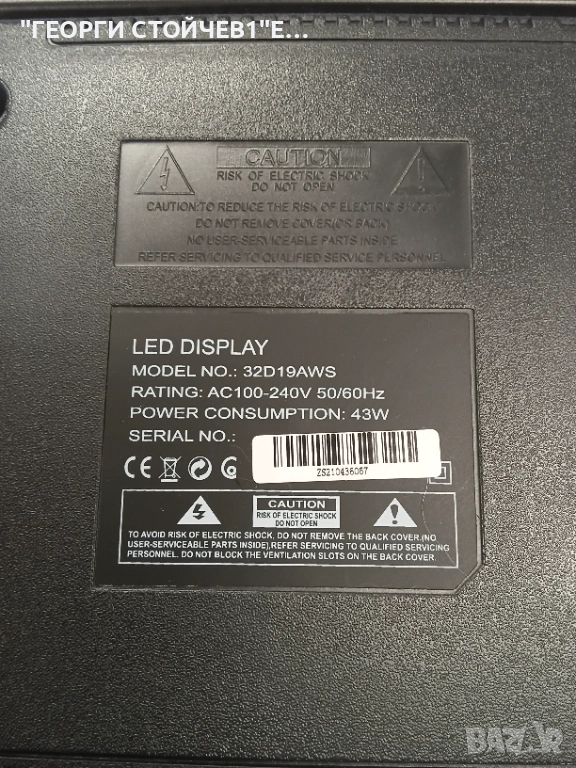 "ГЕОРГИ СТОЙЧЕВ1"Е...
CAUTION
RISK OF ELECTRIC SHOCK
DO NOT OPEN
CAUTION:TO REDUCE THE RISK OF ELECTRIC SHOCK
DO NOT REMOVE COVER(OR BACK)
NO USER-SERVICEABLE PARTS INSIDE
REFER SERVICING TO QUALIFIED SERVICE PERSONNEL
LED DISPLAY
MODEL NO.: 32D19AWS
RATING: AC100-240V 50/60Hz
POWER CONSUMPTION: 43W
SERIAL NO.:
ZS210436067
CE
CAUTION
RISK OF ELECTRIC SHOCK
DO NOT OPEN
TO AVOID RISK OF ELECTRIC SHOCK, DO NOT REMOVE THE BACK COVER.(NO
USER-SERVICEABLE PARTS INSIDE),REFER SERVICING TO QUALIFIED SERVICING
PERSONNEL. DO NOT BLOCK THE VENTILATION SLOTS ON THE BACK COVER.
BAZAR